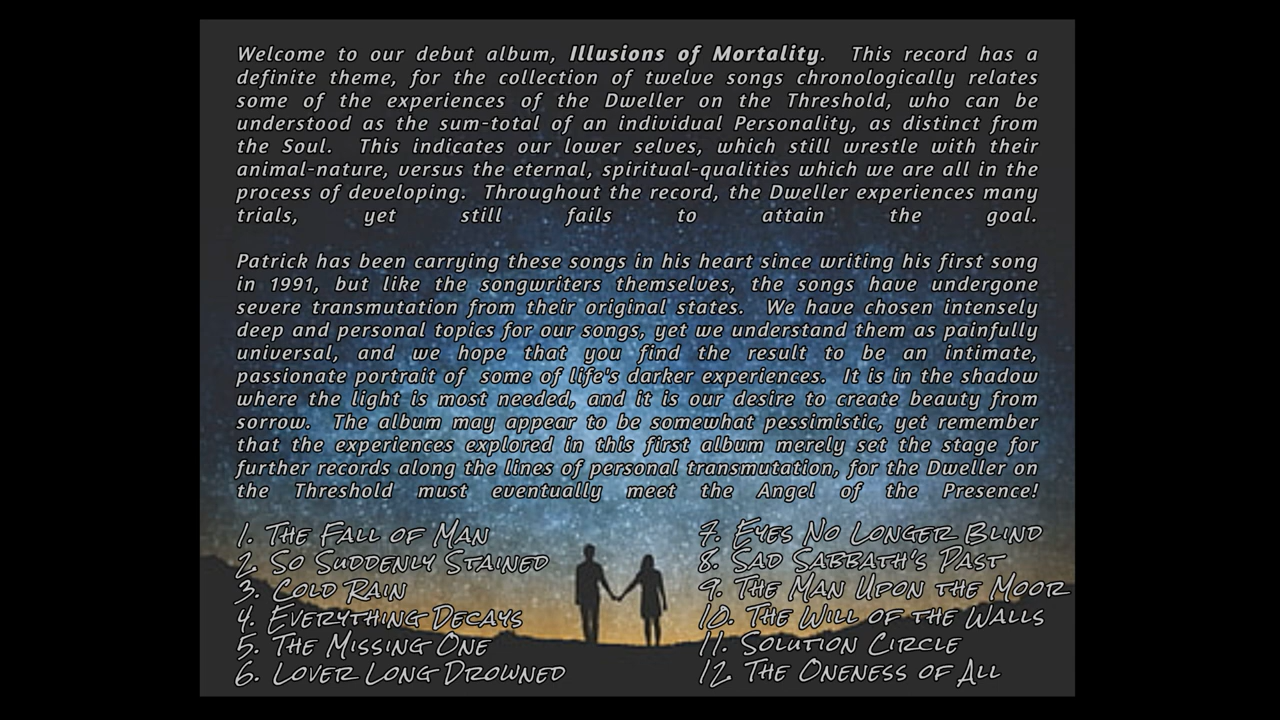 Welcome to our debut album, Illusions of Mortality. This record has a
definite theme, for the collection of twelve songs chronologically relates
some of the experiences of the Dweller on the Threshold, who can be
understood as the sum-total of an individual Personality, as distinct from
the Soul. This indicates our lower selves, which still wrestle with their
animal-nature, versus the eternal, spiritual-qualities which we are all in the
process of developing. Throughout the record, the Dweller experiences many
trials, yet still fails to attain the goal.
Patrick has been carrying these songs in his heart since writing his first song
in 1991, but like the songwriters themselves, the songs have undergone
severe transmutation from their original states. We have chosen intensely
deep and personal topics for our songs, yet we understand them as painfully
universal, and we hope that you find the result to be an intimate,
passionate portrait of some of life's darker experiences. It is in the shadow
where the light is most needed, and it is our desire to create beauty from
sorrow. The album may appear to be somewhat pessimistic, yet remember
that the experiences explored in this first album merely set the stage for
further records along the lines of personal transmutation, for the Dweller on
the Threshold must eventually meet the Angel of the Presence!
1. The Fall of Man
2. So Suddenly Stained
3. Cold Rain
4. Everything Decays
5. The Missing One
6. Lover Long Drowned
7. Eyes No Longer Blind
8. Sad Sabbath's Past
9. The Man Upon the Moor
10. The Will of the Walls
11. Solution Circle
12. The Oneness of All